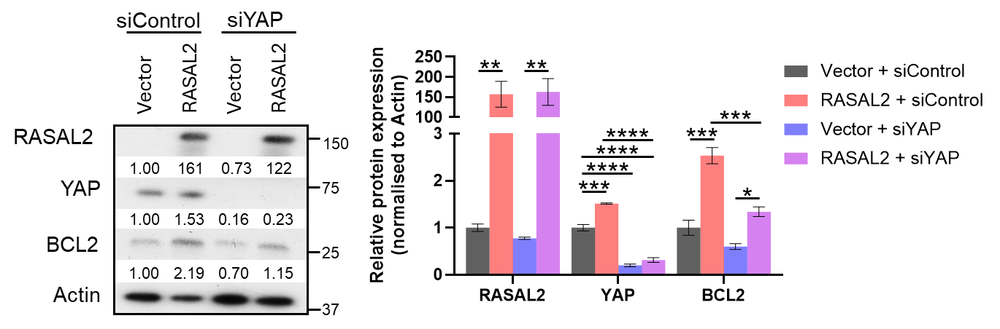 siControl siYAP
Vector RASAL2 Vector RASAL2
RASAL2 150
1.00 161 0.73 122
YAP 75
1.00 1.53 0.16 0.23
BCL2 25
1.00 2.19 0.70 1.15
Actin 37
Relative protein expression
(normalised to Actin)
250
200
150
100
3
2
1
0
** **
*** **** **** ****
*** *** *
RASAL2 YAP BCL2
Vector + siControl
RASAL2 + siControl
Vector + siYAP
RASAL2 + siYAP